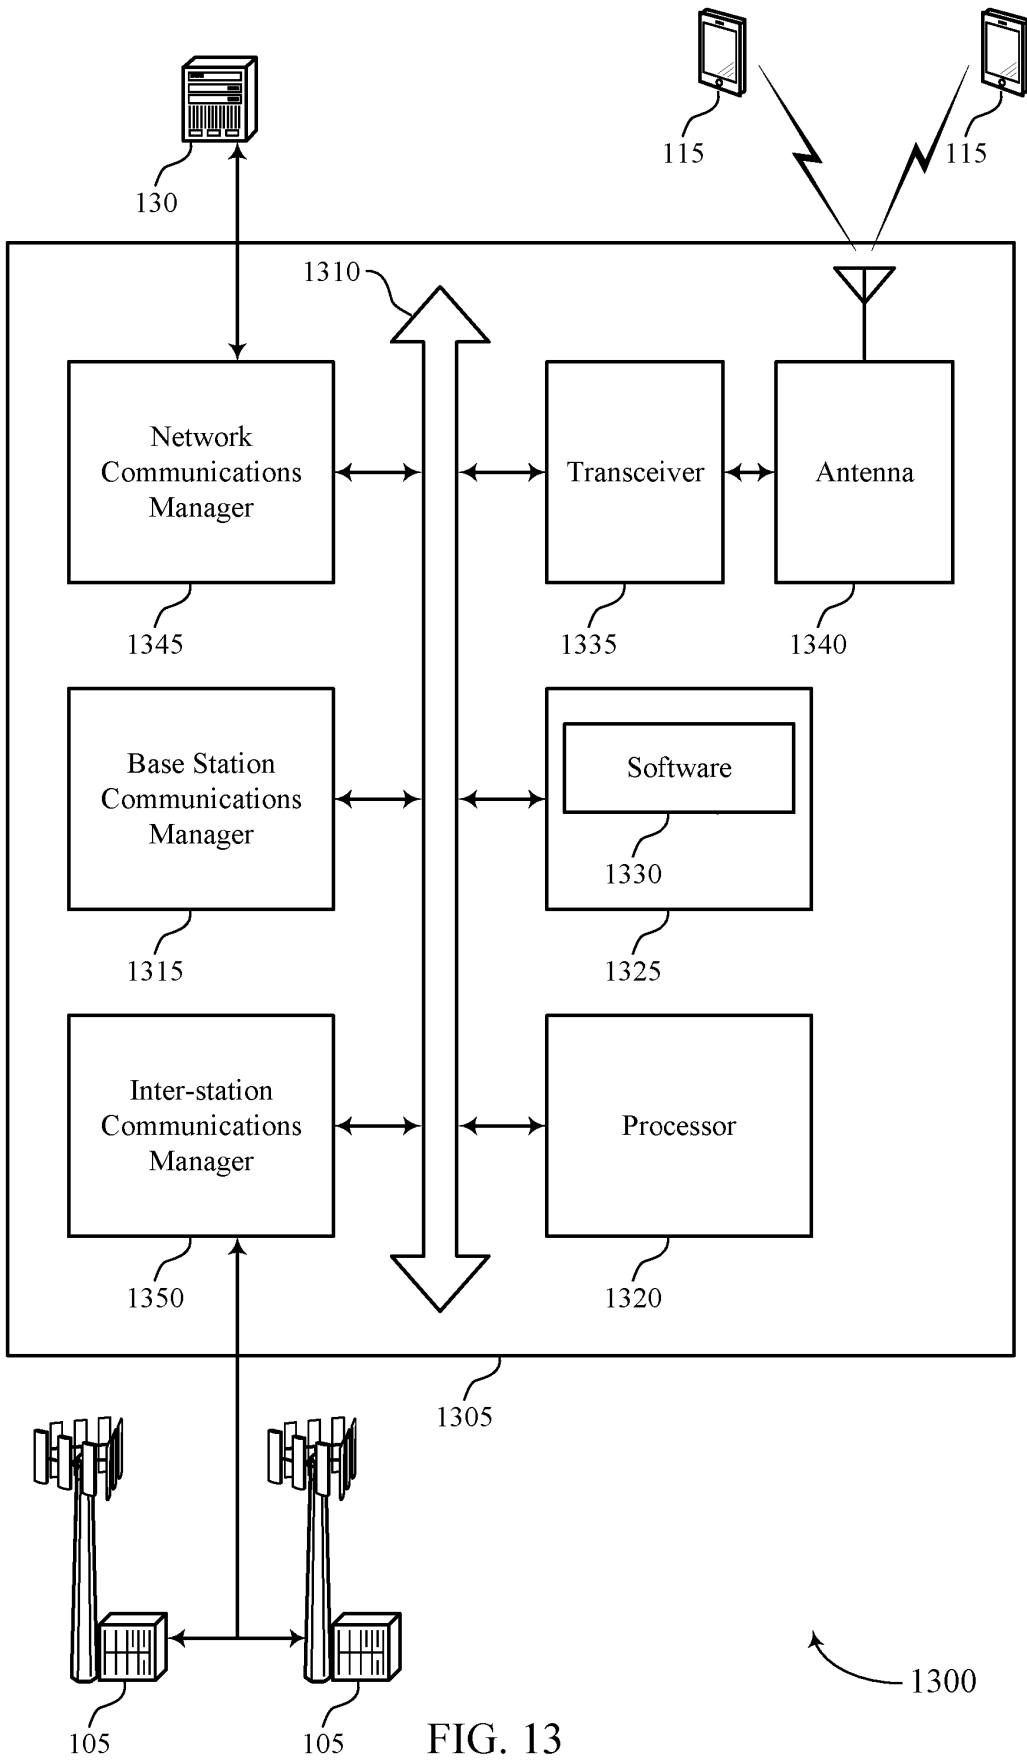 115
115
130
1310
Network
Communications
Manager
Transceiver
Antenna
1345
1335
1340
Base Station
Communications
Manager
Software
1330
1315
1325
Inter-station
Communications
Manager
Processor
1350
1320
1305
1300
105
105
FIG. 13